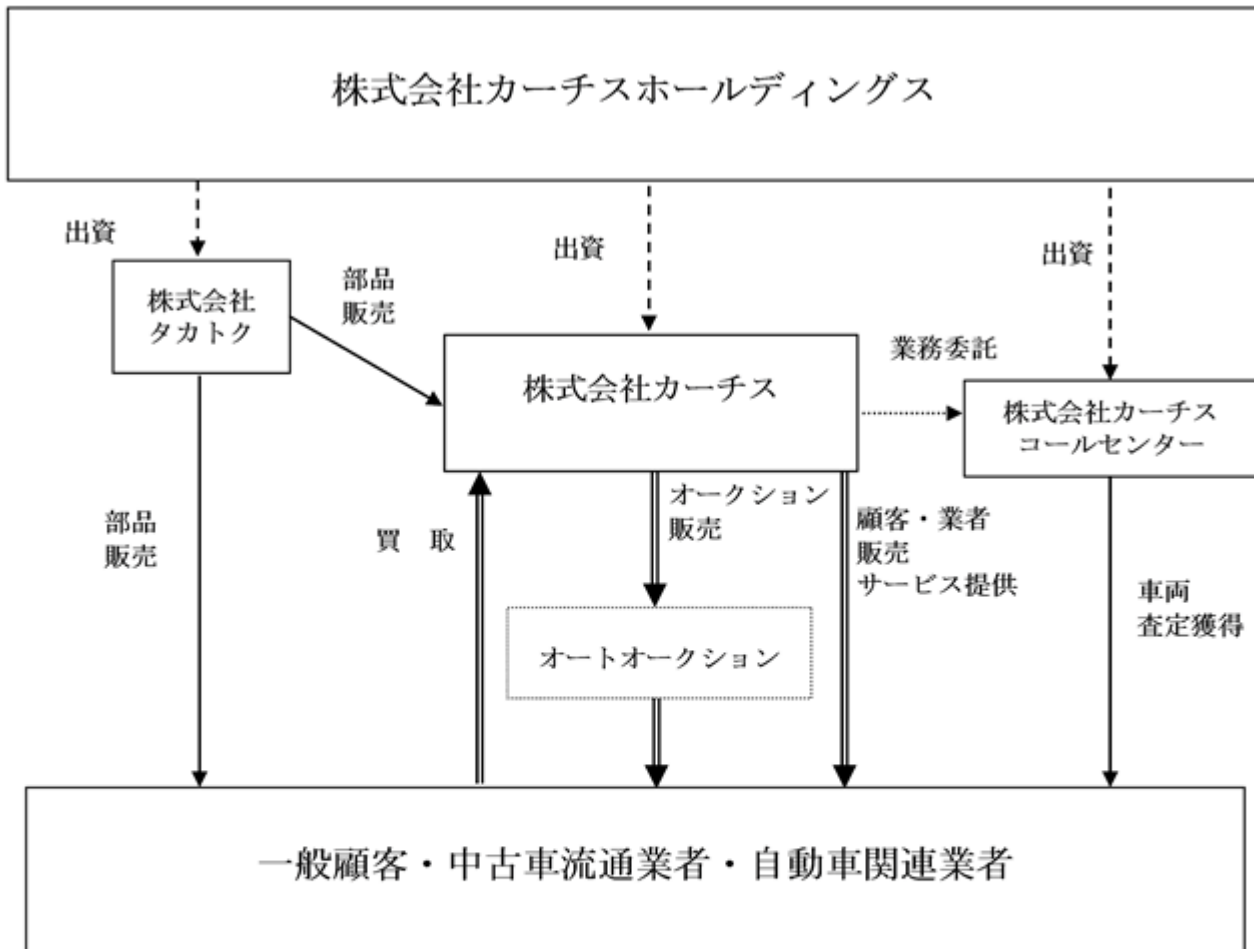 株式会社カーチスホールディングス
出資
出資
出資
株式会社
タカトク
部品
販売
株式会社カーチス
業務委託
株式会社カーチス
コールセンター
部品
販売
買 取
オークション
販売
顧客・業者
販売
サービス提供
車両
査定獲得
オートオークション
一般顧客・中古車流通業者・自動車関連業者